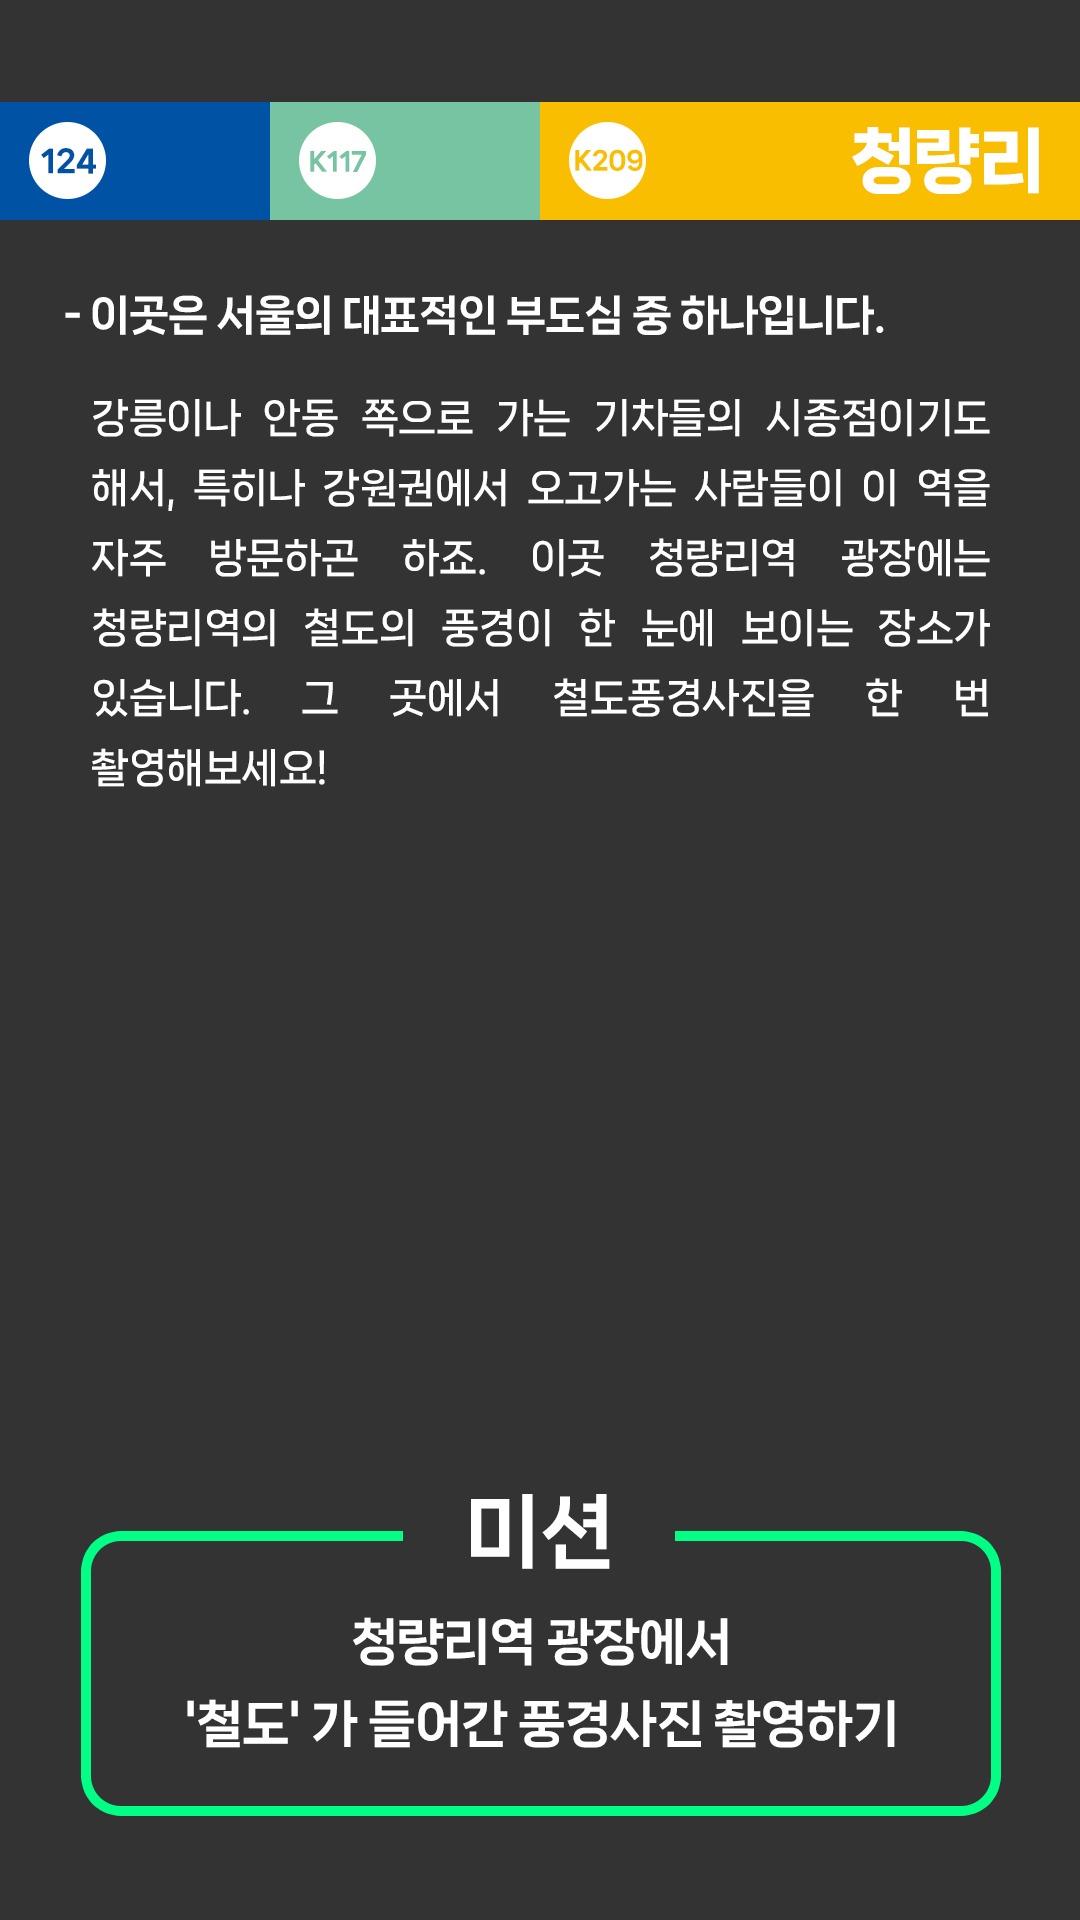 124 K117 K209 청량리
- 이곳은 서울의 대표적인 부도심 중 하나입니다.
강릉이나 안동 쪽으로 가는 기차들의 시종점이기도
해서, 특히나 강원권에서 오고가는 사람들이 이 역을
자주 방문하곤 하죠. 이곳 청량리역 광장에는
청량리역의 철도의 풍경이 한 눈에 보이는 장소가
있습니다. 그 곳에서 철도풍경사진을 한 번
촬영해보세요!
미션
청량리역 광장에서
'철도' 가 들어간 풍경사진 촬영하기